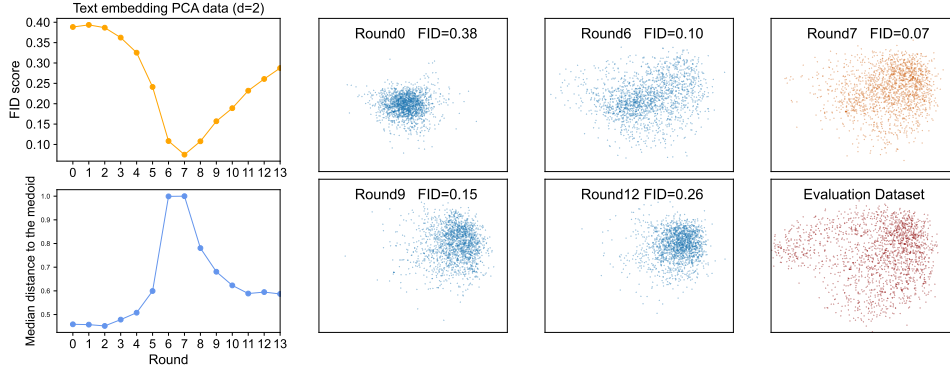 Text embedding PCA data (d=2)
FID score
0.40
0.35
0.30
0.25
0.20
0.15
0.10
0 1 2 3 4 5 6 7 8 9 10 11 12 13
Median distance to the medoid
1.0
0.9
0.8
0.7
0.6
0.5
0 1 2 3 4 5 6 7 8 9 10 11 12 13
Round
Round0 FID=0.38
Round6 FID=0.10
Round7 FID=0.07
Round9 FID=0.15
Round12 FID=0.26
Evaluation Dataset